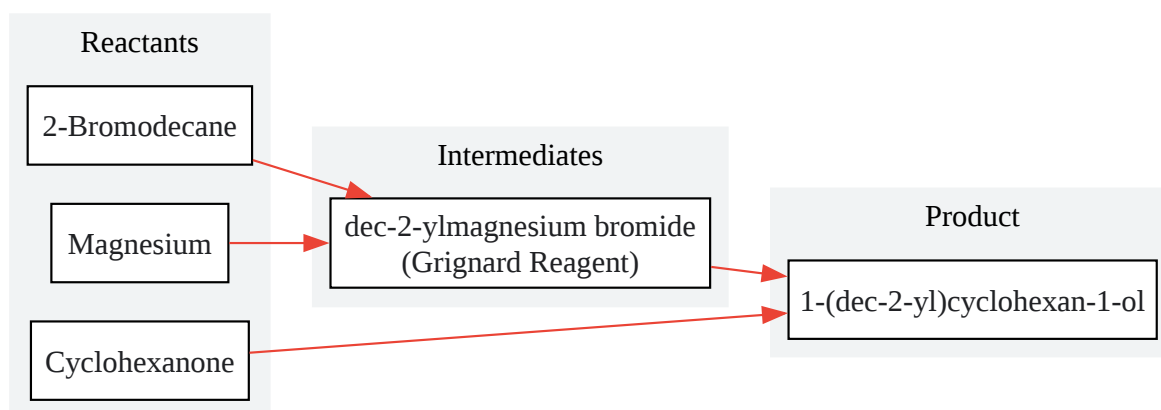 Reactants
2-Bromodecane
Magnesium
Cyclohexanone
Intermediates
dec-2-ylmagnesium bromide
(Grignard Reagent)
Product
1-(dec-2-yl)cyclohexan-1-ol